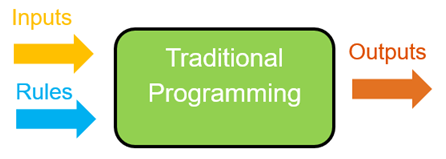 Inputs
Rules
Traditional
Programming
Outputs